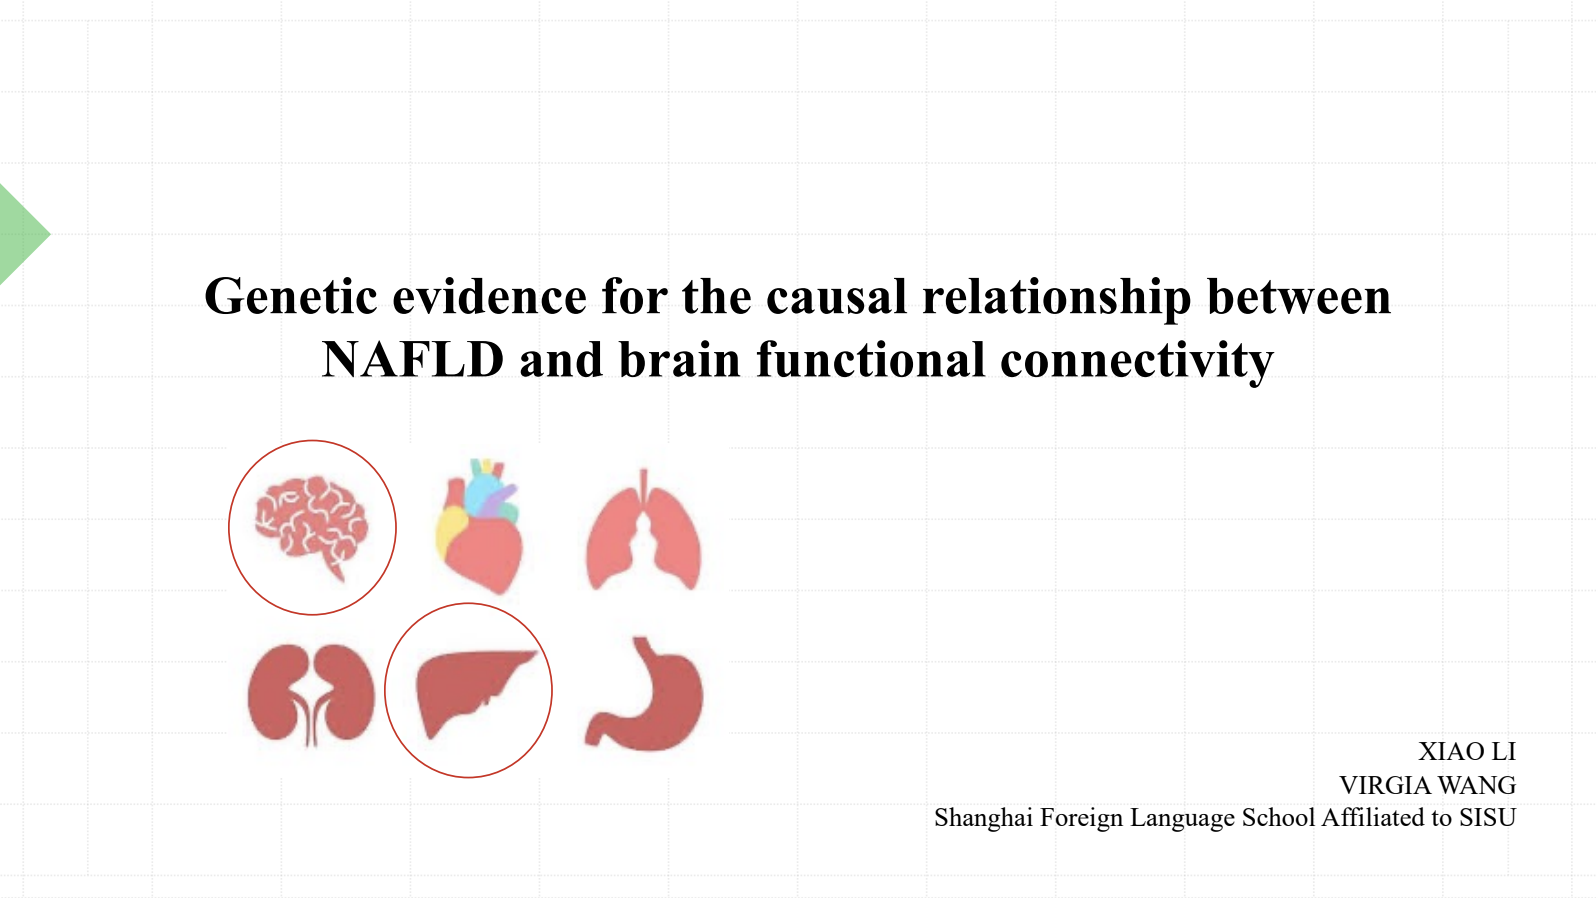 Genetic evidence for the causal relationship between
NAFLD and brain functional connectivity
XIAO LI
VIRGIA WANG
Shanghai Foreign Language School Affiliated to SISU